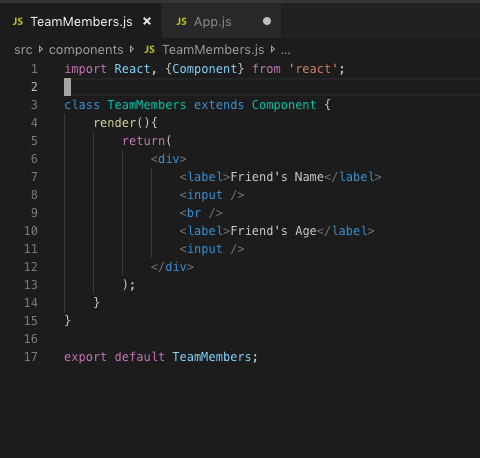 JS TeamMembers.js × JS App.js
src components JS TeamMembers.js ...
1 import React, {Component} from 'react';
2
3 class TeamMembers extends Component {
4 render(){
5 return(
6 <div>
7 <label>Friend's Name</label>
8 <input />
9 <br />
10 <label>Friend's Age</label>
11 <input />
12 </div>
13 );
14 }
15 }
16
17 export default TeamMembers;